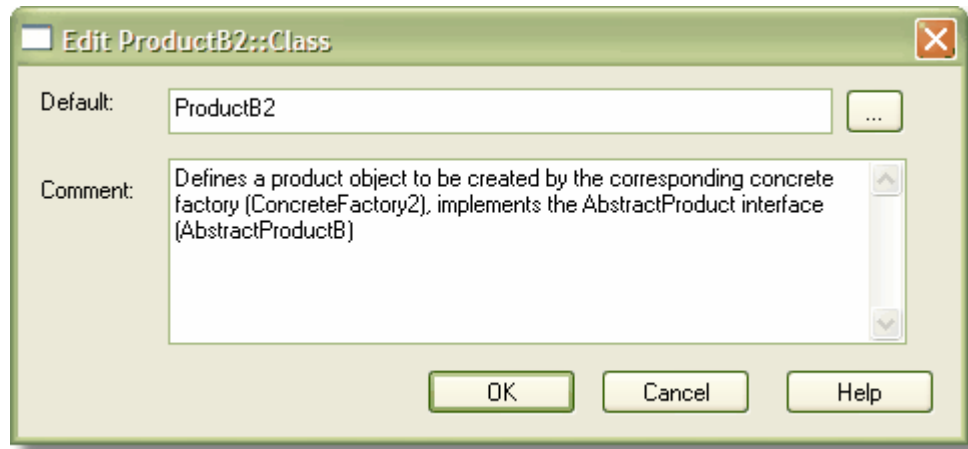 Edit ProductB2::Class
Default:
ProductB2
...
Comment:
Defines a product object to be created by the corresponding concrete
factory (ConcreteFactory2), implements the AbstractProduct interface
(AbstractProductB)
OK
Cancel
Help